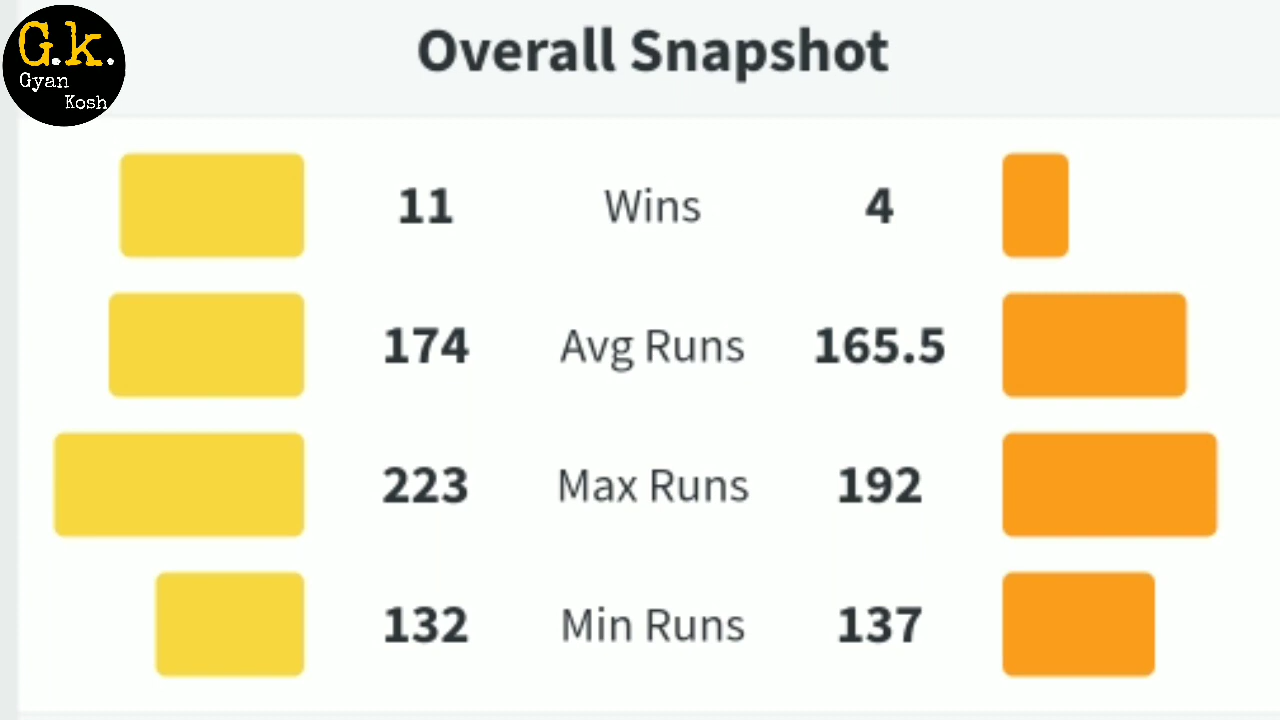 G.k.
Gyan
Kosh
Overall Snapshot
11 Wins 4
174 Avg Runs 165.5
223 Max Runs 192
132 Min Runs 137